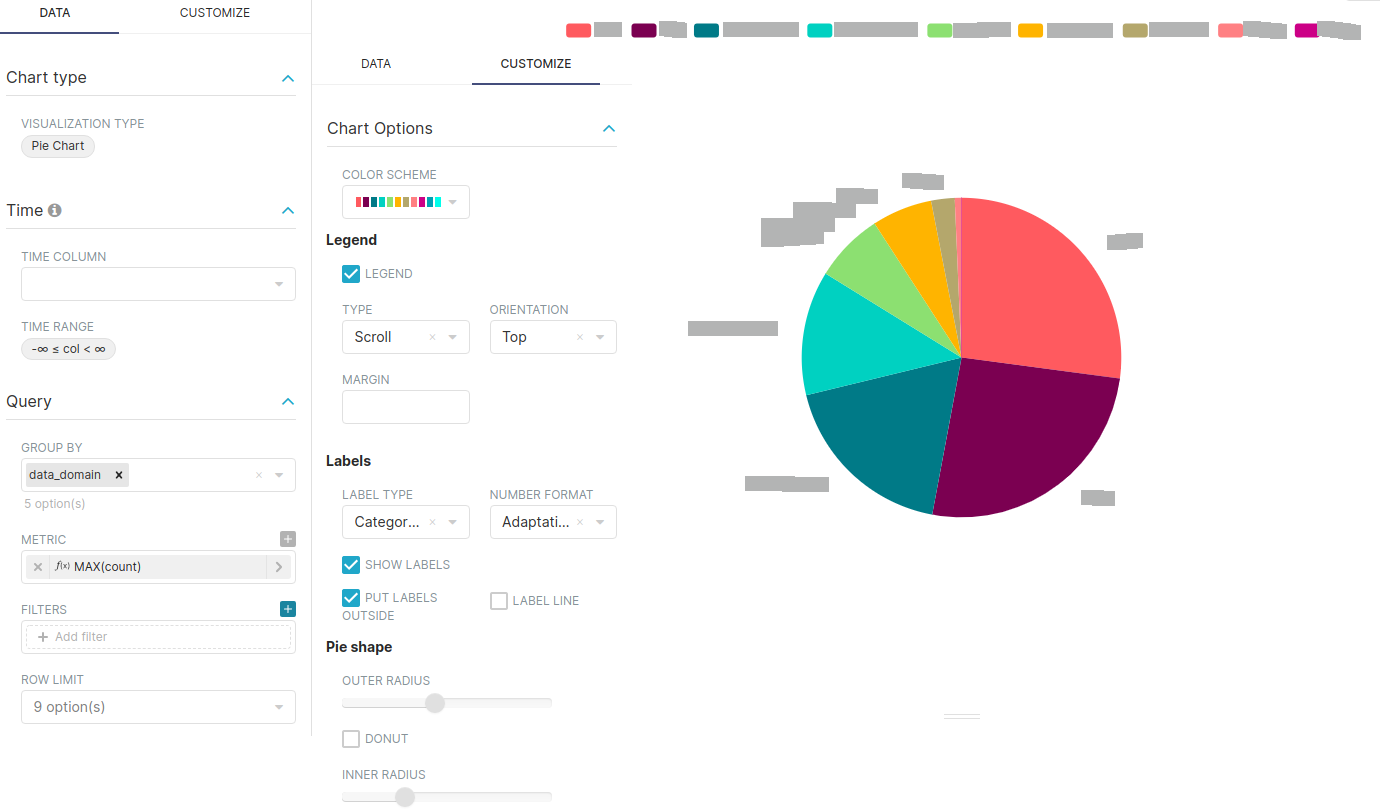 DATA
CUSTOMIZE
Chart type
VISUALIZATION TYPE
Pie Chart
Time
TIME COLUMN
TIME RANGE
-∞ ≤ col < ∞
Query
GROUP BY
data_domain
5 option(s)
METRIC
ƒ(x) MAX(count)
FILTERS
+ Add filter
ROW LIMIT
9 option(s)
DATA
CUSTOMIZE
Chart Options
COLOR SCHEME
Legend
LEGEND
TYPE
ORIENTATION
Scroll
Top
MARGIN
Labels
LABEL TYPE
NUMBER FORMAT
Categor...
Adaptati...
SHOW LABELS
PUT LABELS
OUTSIDE
LABEL LINE
Pie shape
OUTER RADIUS
DONUT
INNER RADIUS